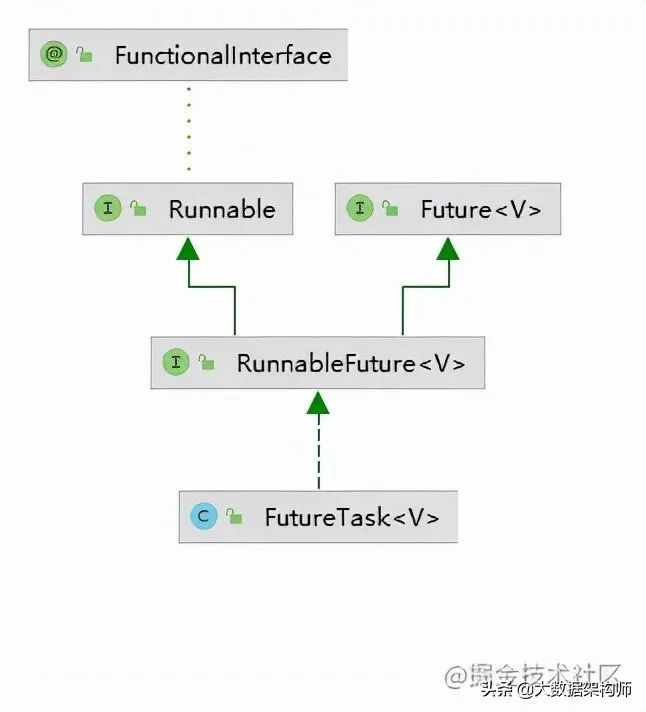 @ FunctionalInterface
I Runnable
I Future<V>
I RunnableFuture<V>
C FutureTask<V>
@掘金技术社区
头条 @大数据架构师